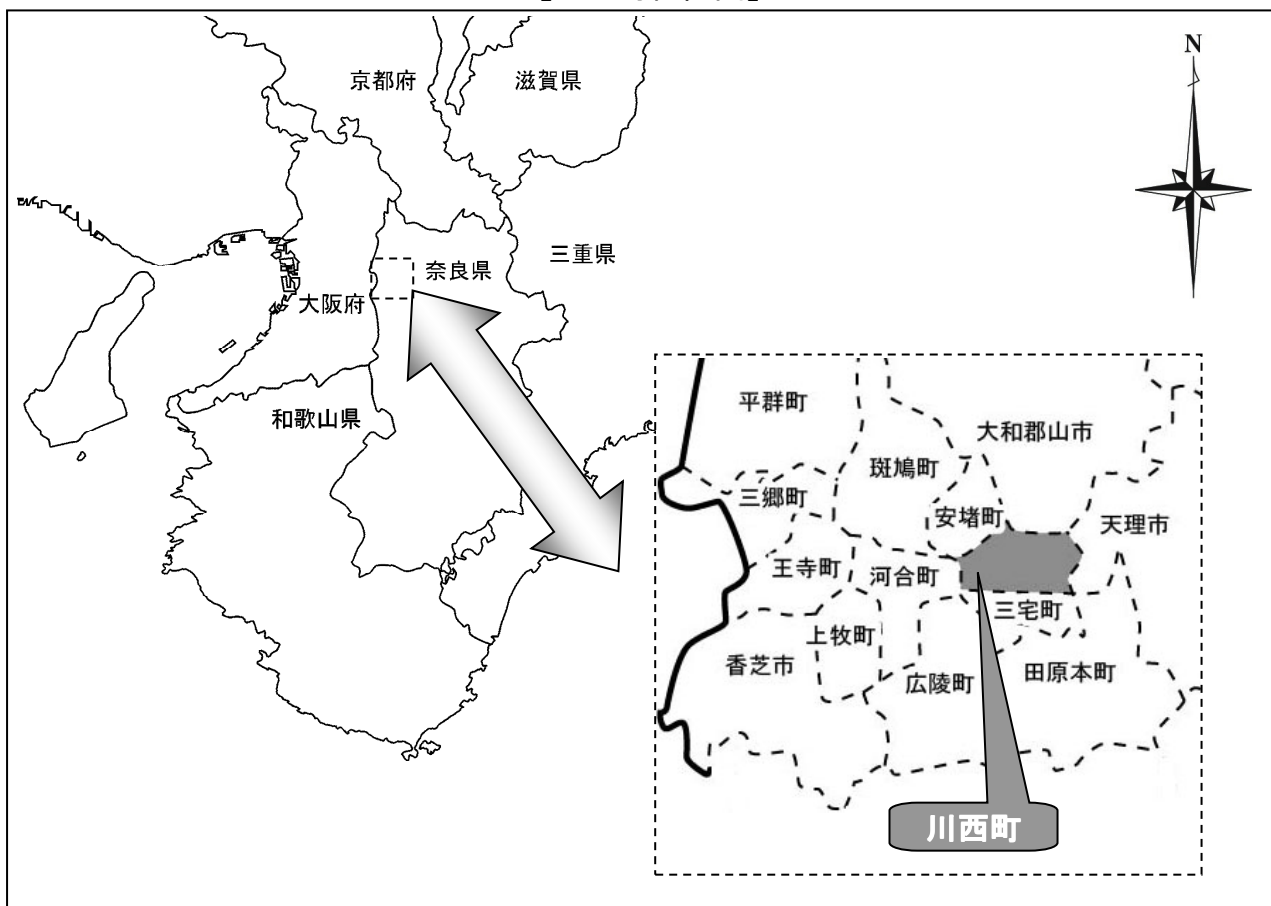 京都府
滋賀県
N
三重県
奈良県
大阪府
和歌山県
平群町
大和郡山市
斑鳩町
三郷町
安堵町
天理市
王寺町
河合町
三宅町
上牧町
香芝市
広陵町
田原本町
川西町